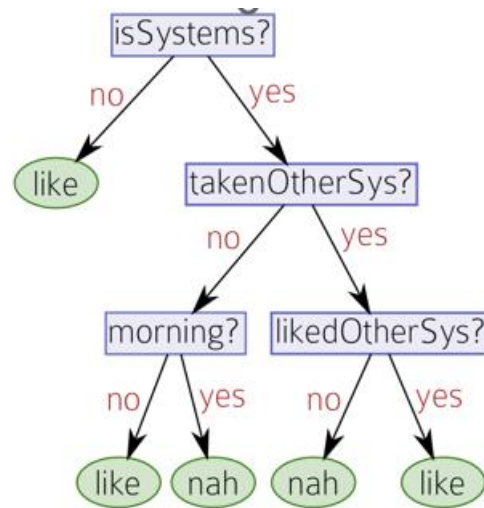 isSystems?
no yes
like takenOtherSys?
no yes
morning? likedOtherSys?
no yes no yes
like nah nah like